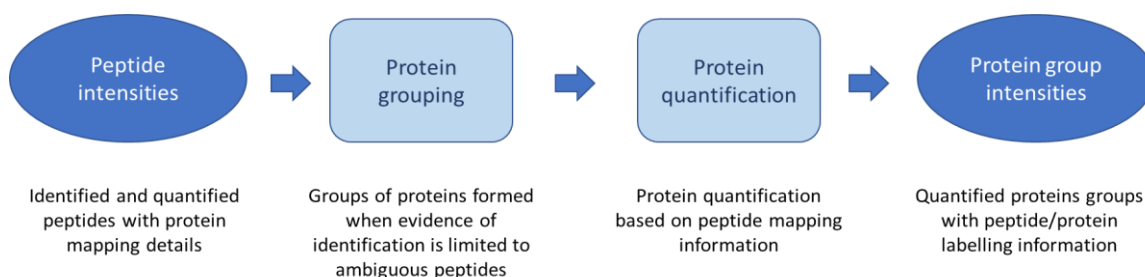 Peptide
intensities
Protein
grouping
Protein
quantification
Protein group
intensities
Identified and quantified
peptides with protein
mapping details
Groups of proteins formed
when evidence of
identification is limited to
ambiguous peptides
Protein quantification
based on peptide mapping
information
Quantified proteins groups
with peptide/protein
labelling information